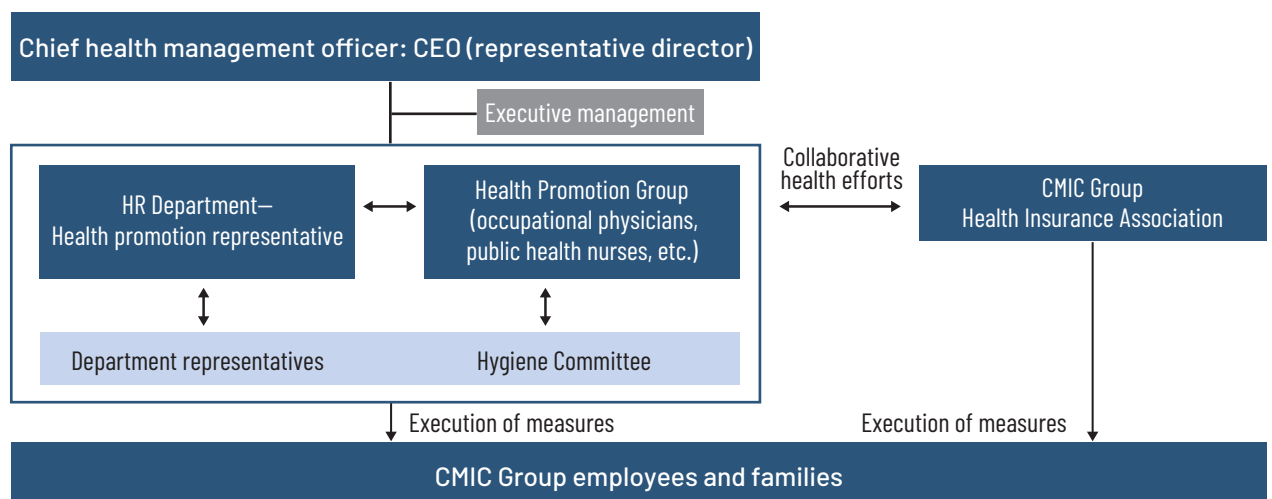 Chief health management officer: CEO (representative director)
Executive management
HR Department—
Health promotion representative
Health Promotion Group
(occupational physicians,
public health nurses, etc.)
Collaborative
health efforts
CMIC Group
Health Insurance Association
Department representatives
Hygiene Committee
Execution of measures
Execution of measures
CMIC Group employees and families